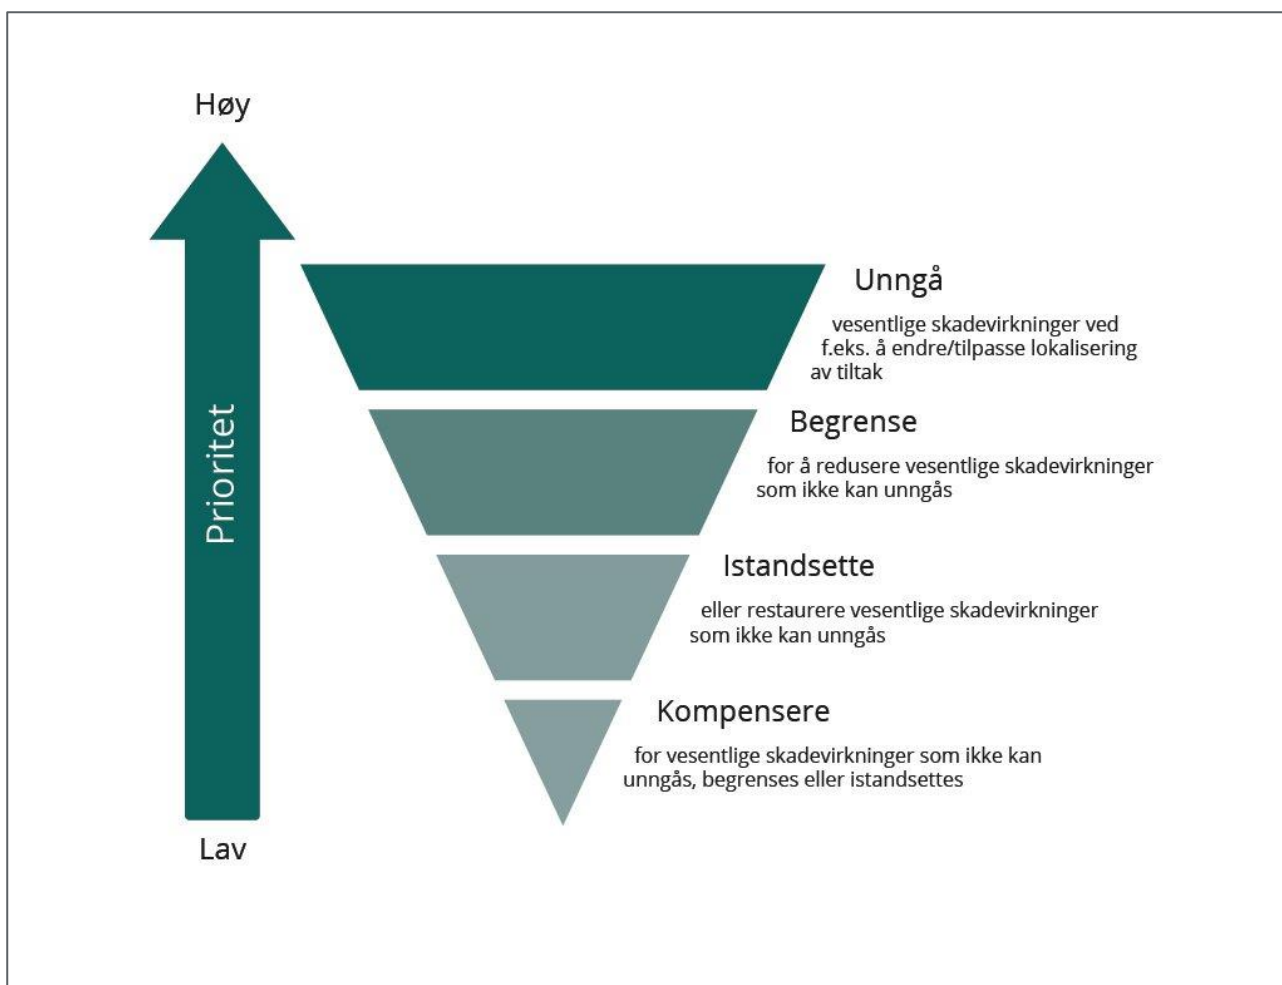 Høy
Prioritet
Lav
Unngå
vesentlige skadevirkninger ved
f.eks. å endre/tilpasse lokalisering
av tiltak
Begrense
for å redusere vesentlige skadevirkninger
som ikke kan unngås
Istandsette
eller restaurere vesentlige skadevirkninger
som ikke kan unngås
Kompensere
for vesentlige skadevirkninger som ikke kan
unngås, begrenses eller istandsettes